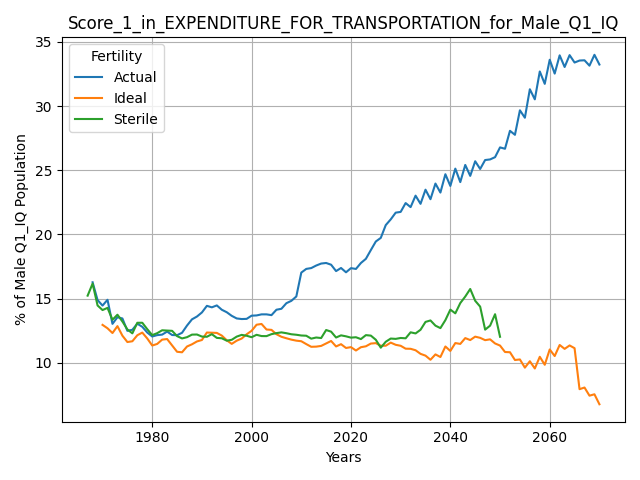 Score_1_in_EXPENDITURE_FOR_TRANSPORTATION_for_Male_Q1_IQ
Fertility
Actual
Ideal
Sterile
% of Male Q1_IQ Population
35
30
25
20
15
10
1980
2000
2020
2040
2060
Years